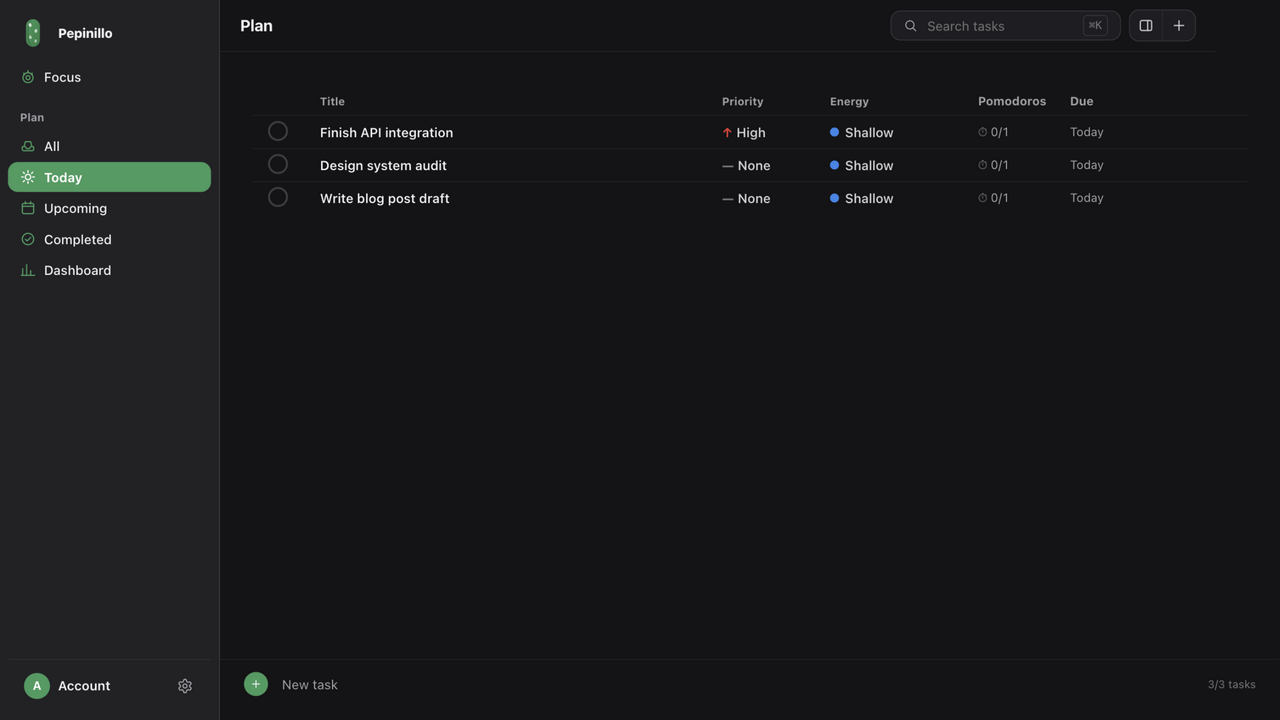 Pepinillo
Focus
Plan
All
Today
Upcoming
Completed
Dashboard
A Account
Plan
Search tasks ⌘K
Title Priority Energy Pomodoros Due
Finish API integration High Shallow 0/1 Today
Design system audit None Shallow 0/1 Today
Write blog post draft None Shallow 0/1 Today
New task 3/3 tasks